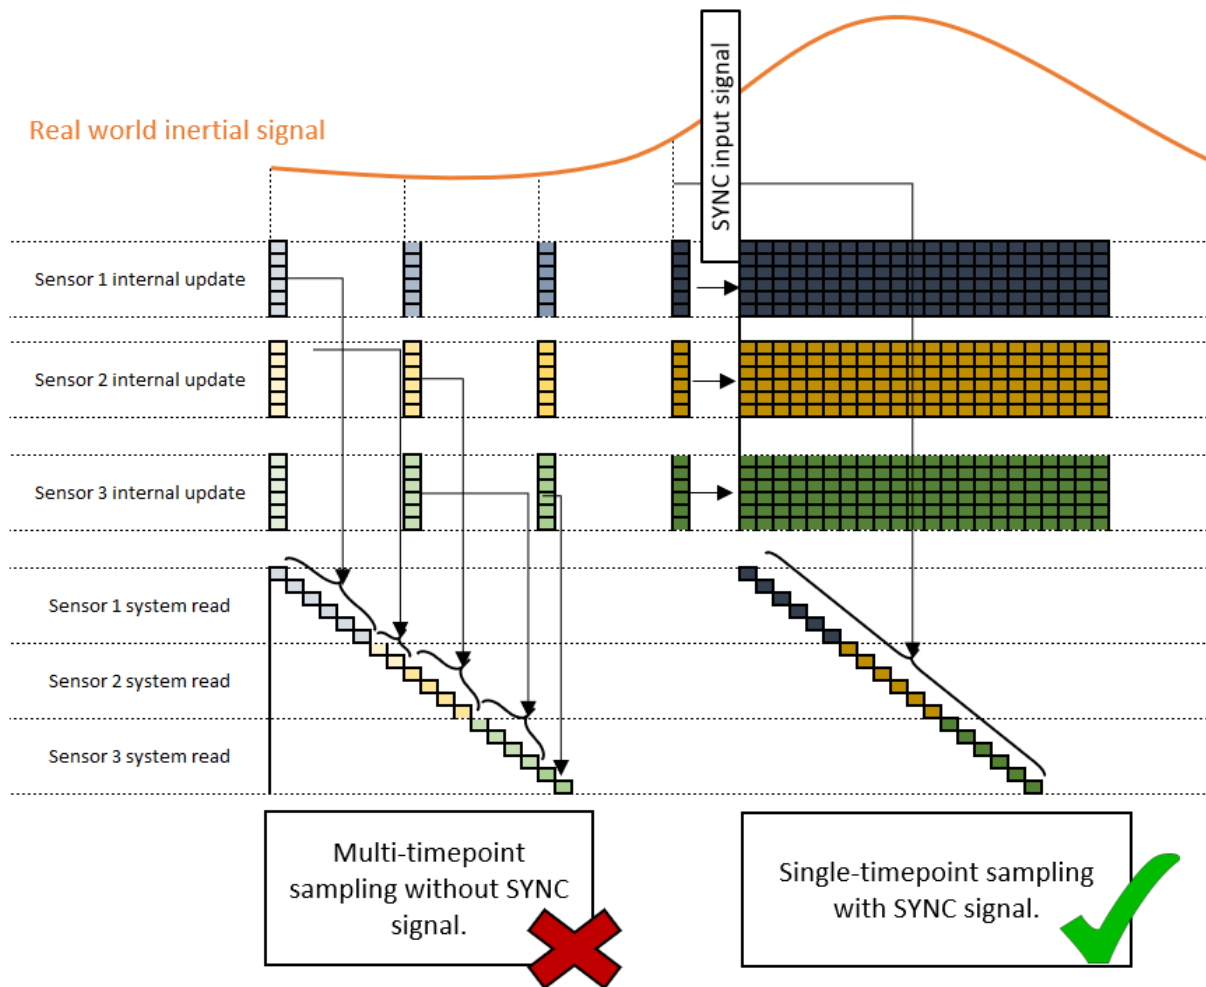 SYNC input signal
Real world inertial signal
Sensor 1 internal update
Sensor 2 internal update
Sensor 3 internal update
Sensor 1 system read
Sensor 2 system read
Sensor 3 system read
Multi-timepoint
sampling without SYNC
signal.
Single-timepoint sampling
with SYNC signal.